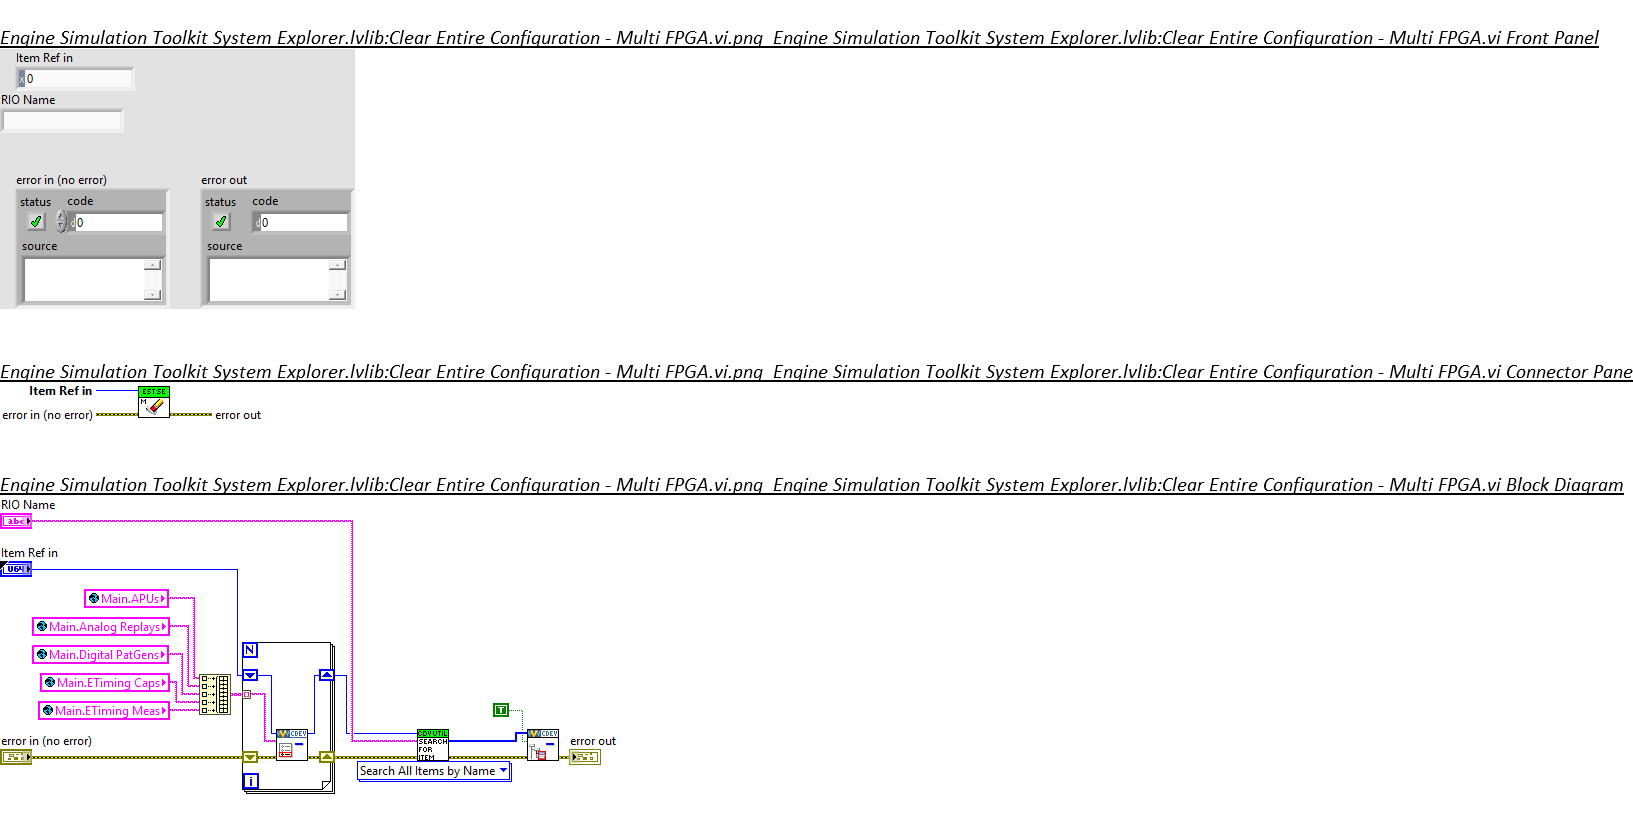 Engine Simulation Toolkit System Explorer.lvlib:Clear Entire Configuration - Multi FPGA.vi.png Engine Simulation Toolkit System Explorer.lvlib:Clear Entire Configuration - Multi FPGA.vi Front Panel
Item Ref in
x 0
RIO Name
error in (no error)
error out
status code
status code
d 0
d 0
source
source
Engine Simulation Toolkit System Explorer.lvlib:Clear Entire Configuration - Multi FPGA.vi.png Engine Simulation Toolkit System Explorer.lvlib:Clear Entire Configuration - Multi FPGA.vi Connector Pane
Item Ref in
EST SE
M
error in (no error)
error out
Engine Simulation Toolkit System Explorer.lvlib:Clear Entire Configuration - Multi FPGA.vi.png Engine Simulation Toolkit System Explorer.lvlib:Clear Entire Configuration - Multi FPGA.vi Block Diagram
RIO Name
abc
Item Ref in
U64
Main.APUs
Main.Analog Replays
Main.Digital PatGens
Main.ETiming Caps
Main.ETiming Meas
N
T
CDEV
CDV UTIL
SEARCH
FOR
ITEM
CDEV
error in (no error)
error out
Search All Items by Name
i